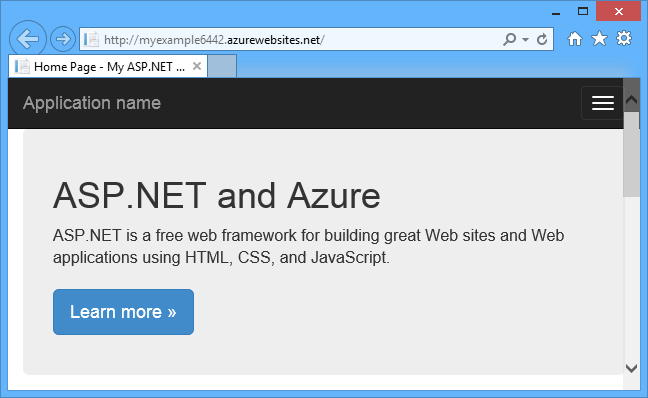 http://myexample6442.azurewebsites.net/
Home Page - My ASP.NET ...
Application name
ASP.NET and Azure
ASP.NET is a free web framework for building great Web sites and Web
applications using HTML, CSS, and JavaScript.
Learn more »